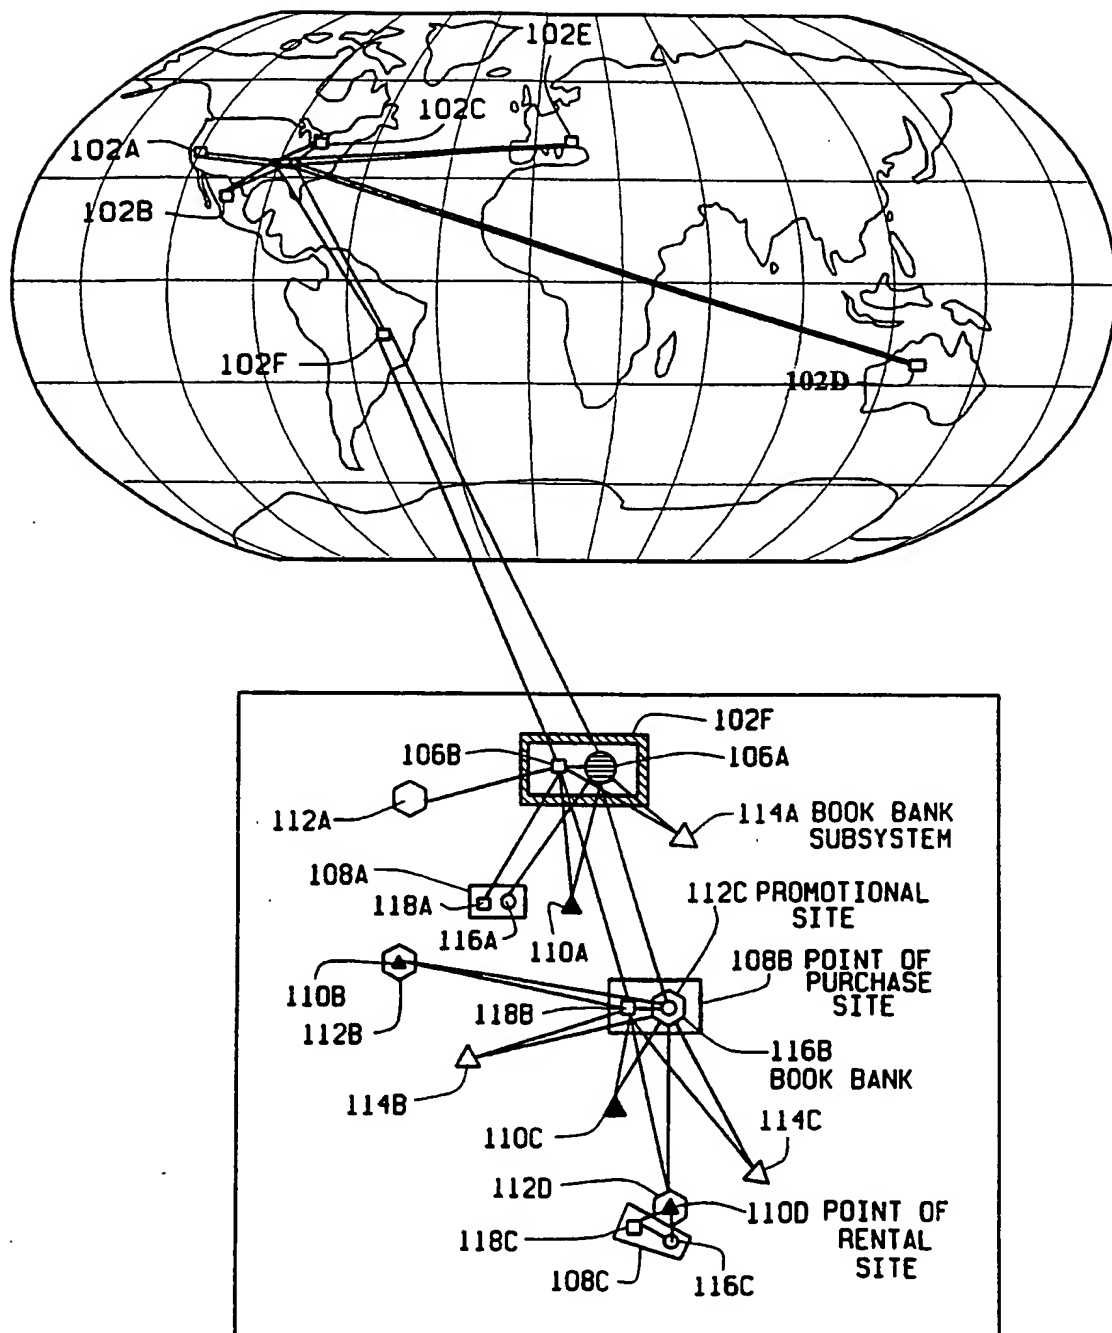 102E
102C
102A
102B
102F
102D
102F
106B
106A
112A
114A BOOK BANK
SUBSYSTEM
108A
118A
116A
110A
112C PROMOTIONAL
SITE
108B POINT OF
PURCHASE
SITE
110B
112B
118B
116B
BOOK BANK
114B
110C
114C
112D
110D POINT OF
RENTAL
SITE
118C
108C
116C